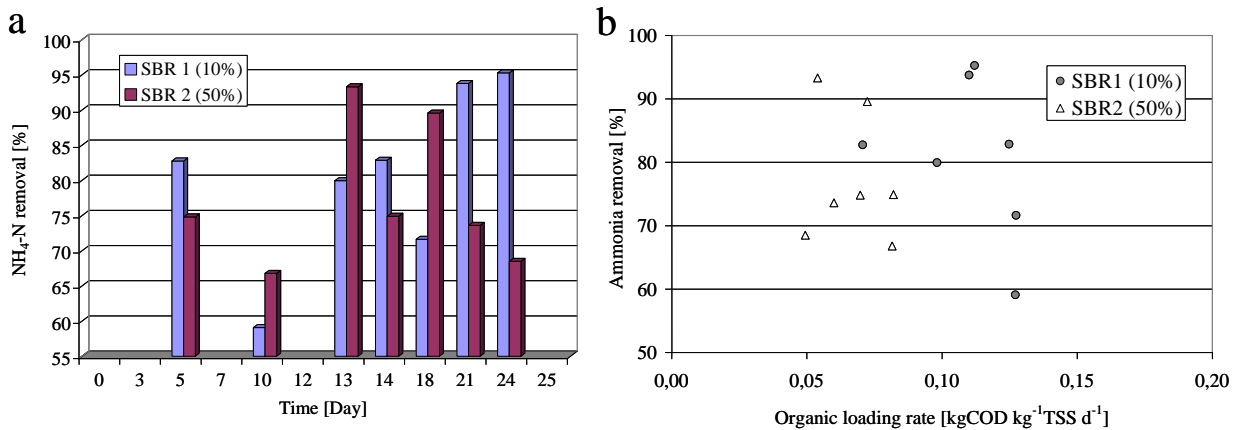 a
100
95
90
85
80
75
70
65
60
55
NH₄-N removal [%]
SBR 1 (10%)
SBR 2 (50%)
0 3 5 7 10 12 13 14 18 21 24 25
Time [Day]
b
100
90
80
70
60
50
Ammonia removal [%]
SBR1 (10%)
SBR2 (50%)
0,00 0,05 0,10 0,15 0,20
Organic loading rate [kgCOD kg⁻¹TSS d⁻¹]